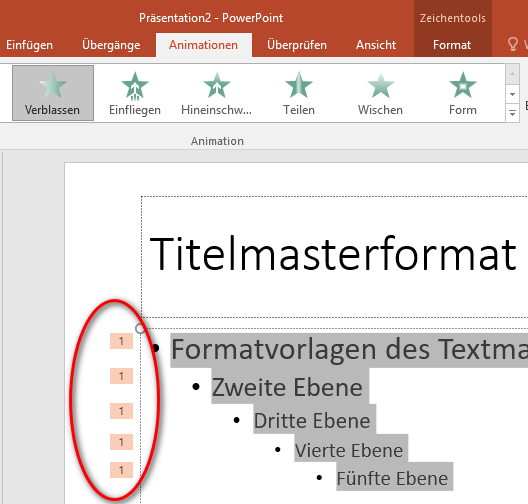 Präsentation2 - PowerPoint
Zeichentools
Einfügen Übergänge Animationen Überprüfen Ansicht Format
Verblassen Einfliegen Hineinschw... Teilen Wischen Form
Animation
Titelmasterformat
1 • Formatvorlagen des Textma
1 • Zweite Ebene
1 • Dritte Ebene
1 • Vierte Ebene
1 • Fünfte Ebene